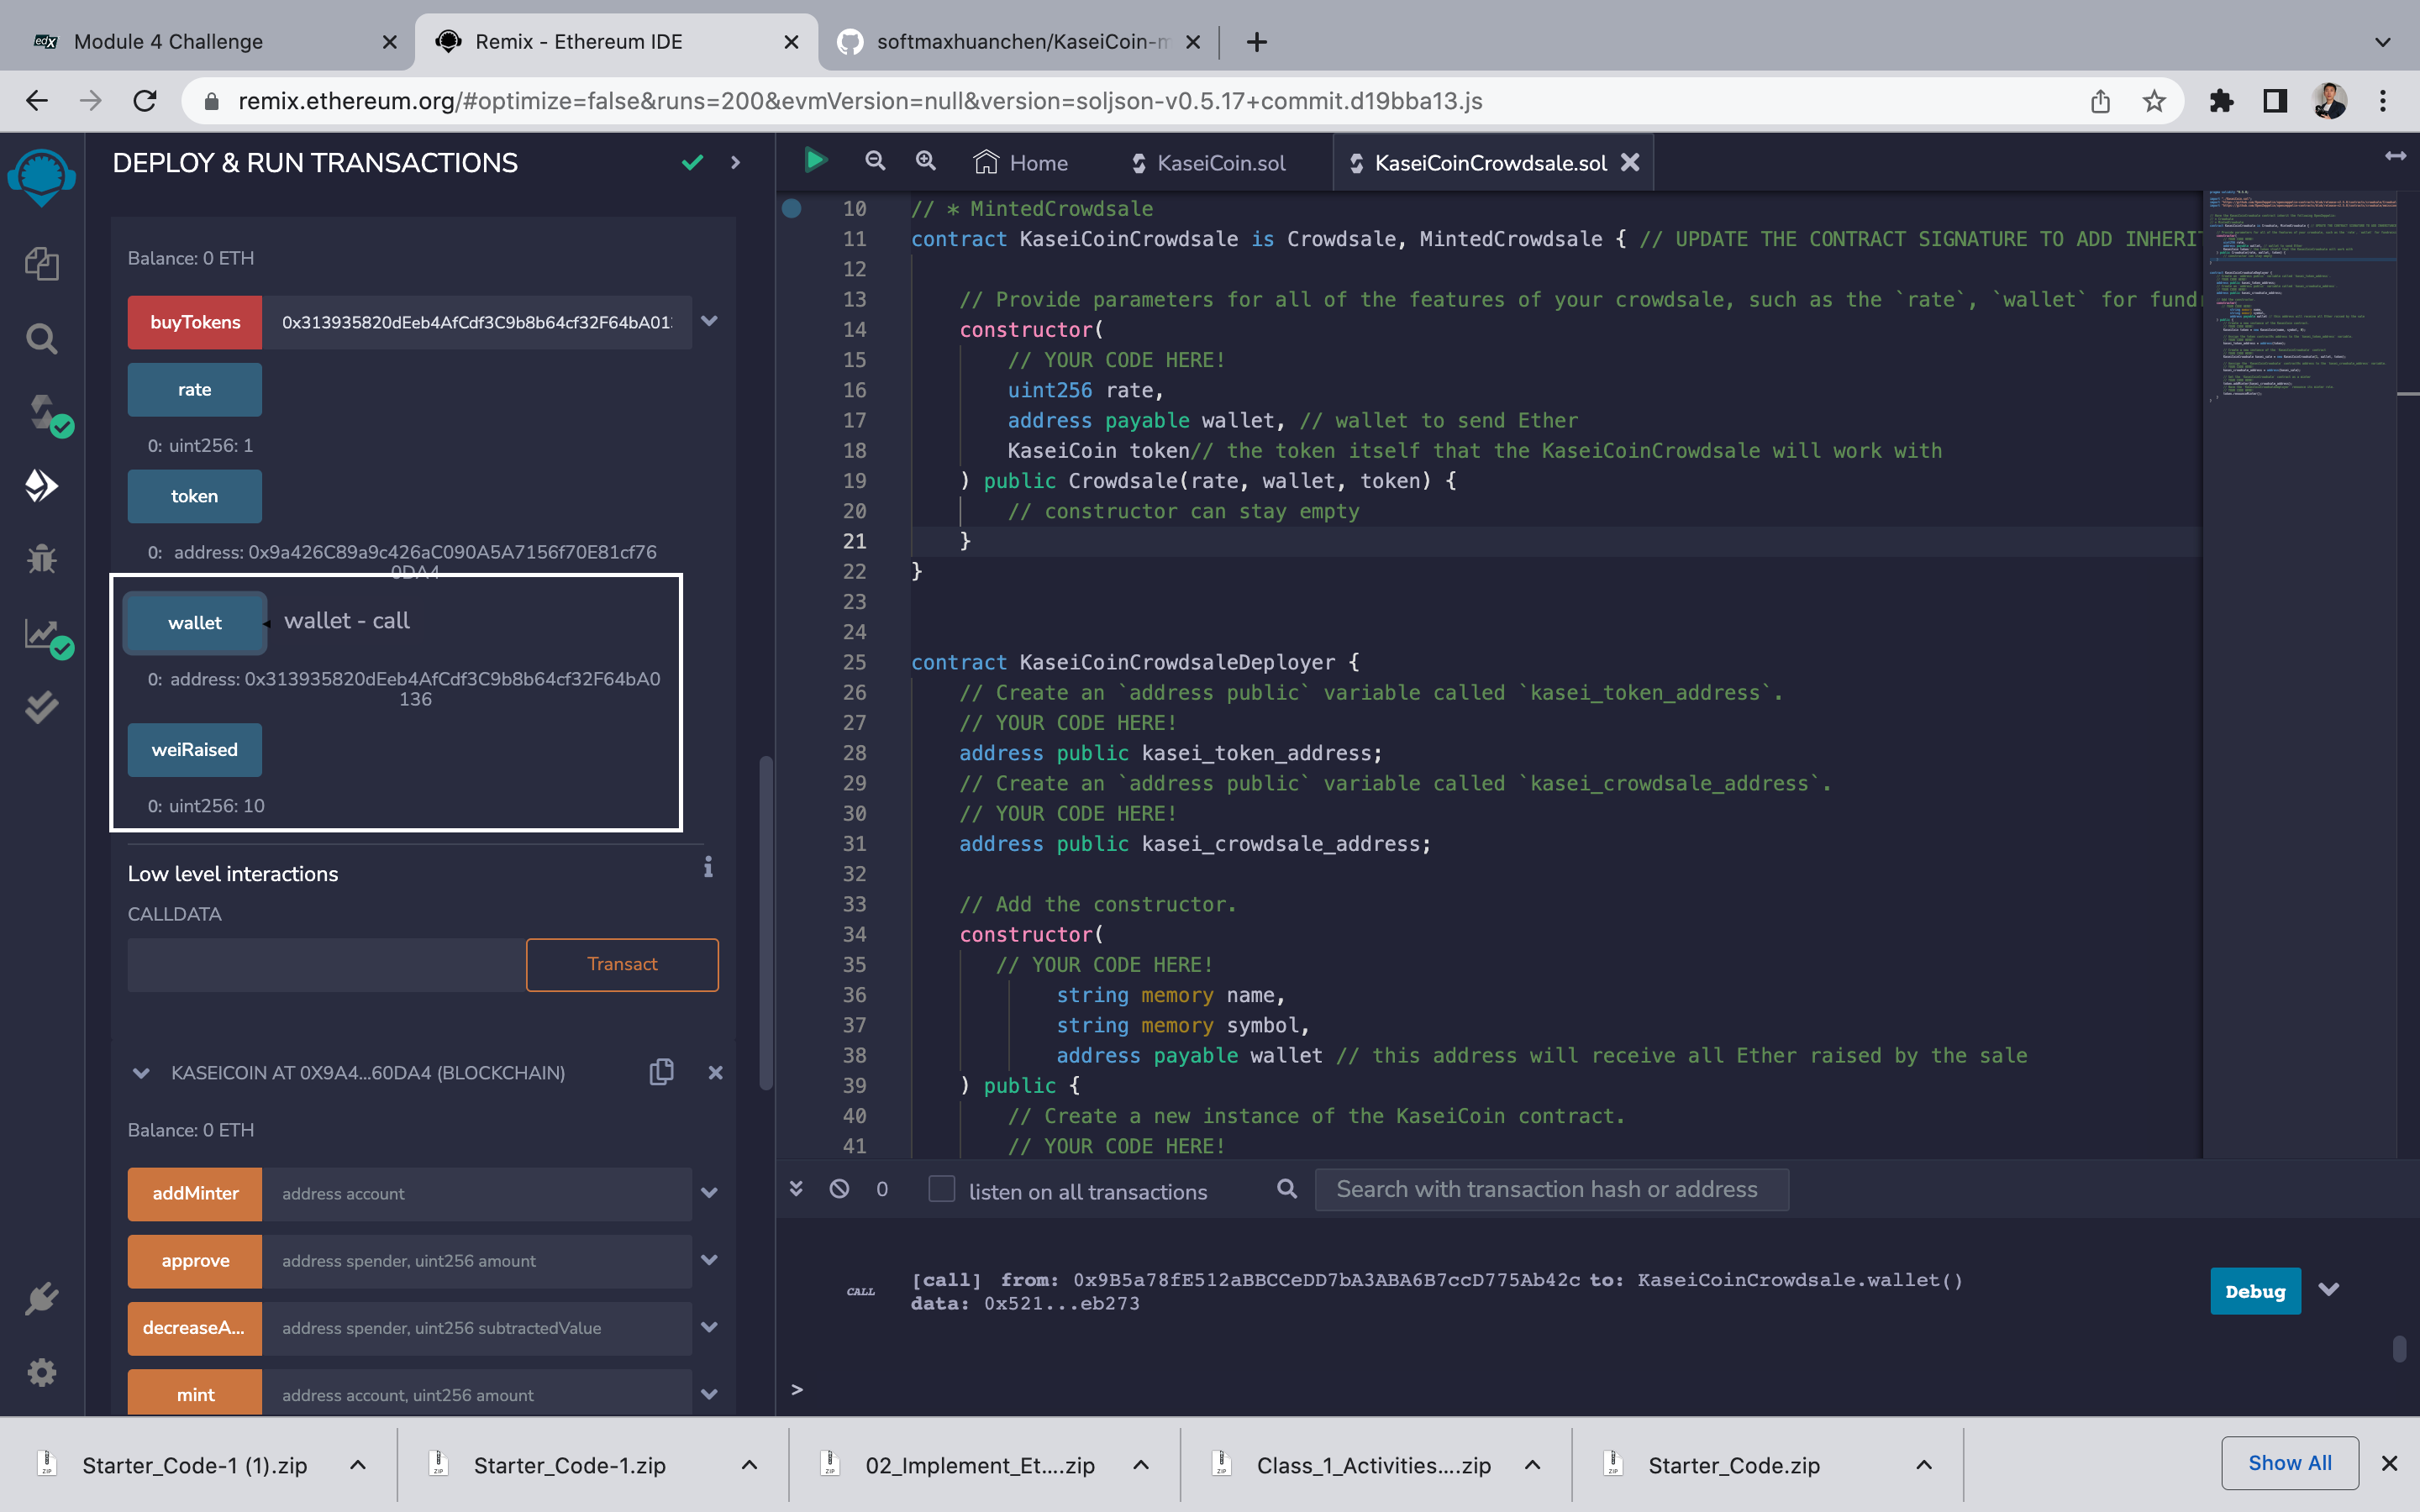 edX Module 4 Challenge
Remix - Ethereum IDE
softmaxhuanchen/KaseiCoin-m
remix.ethereum.org/#optimize=false&runs=200&evmVersion=null&version=soljson-v0.5.17+commit.d19bba13.js
DEPLOY & RUN TRANSACTIONS
Balance: 0 ETH
buyTokens 0x313935820dEeb4AfCdf3C9b8b64cf32F64bA013
rate
0: uint256: 1
token
0: address: 0x9a426C89a9c426aC090A5A7156f70E81cf76
0DA4
wallet wallet - call
0: address: 0x313935820dEeb4AfCdf3C9b8b64cf32F64bA0
136
weiRaised
0: uint256: 10
Low level interactions
CALLDATA
Transact
KASEICOIN AT 0X9A4...60DA4 (BLOCKCHAIN)
Balance: 0 ETH
addMinter address account
approve address spender, uint256 amount
decreaseA... address spender, uint256 subtractedValue
mint address account, uint256 amount
Home KaseiCoin.sol KaseiCoinCrowdsale.sol
10 // * MintedCrowdsale
11 contract KaseiCoinCrowdsale is Crowdsale, MintedCrowdsale { // UPDATE THE CONTRACT SIGNATURE TO ADD INHERIT
12
13 // Provide parameters for all of the features of your crowdsale, such as the `rate`, `wallet` for fundr
14 constructor(
15 // YOUR CODE HERE!
16 uint256 rate,
17 address payable wallet, // wallet to send Ether
18 KaseiCoin token// the token itself that the KaseiCoinCrowdsale will work with
19 ) public Crowdsale(rate, wallet, token) {
20 // constructor can stay empty
21 }
22 }
23
24
25 contract KaseiCoinCrowdsaleDeployer {
26 // Create an `address public` variable called `kasei_token_address`.
27 // YOUR CODE HERE!
28 address public kasei_token_address;
29 // Create an `address public` variable called `kasei_crowdsale_address`.
30 // YOUR CODE HERE!
31 address public kasei_crowdsale_address;
32
33 // Add the constructor.
34 constructor(
35 // YOUR CODE HERE!
36 string memory name,
37 string memory symbol,
38 address payable wallet // this address will receive all Ether raised by the sale
39 ) public {
40 // Create a new instance of the KaseiCoin contract.
41 // YOUR CODE HERE!
0 listen on all transactions Search with transaction hash or address
CALL [call] from: 0x9B5a78fE512aBBCCeDD7bA3ABA6B7ccD775Ab42c to: KaseiCoinCrowdsale.wallet()
data: 0x521...eb273
Debug
>
Starter_Code-1 (1).zip
Starter_Code-1.zip
02_Implement_Et....zip
Class_1_Activities....zip
Starter_Code.zip
Show All